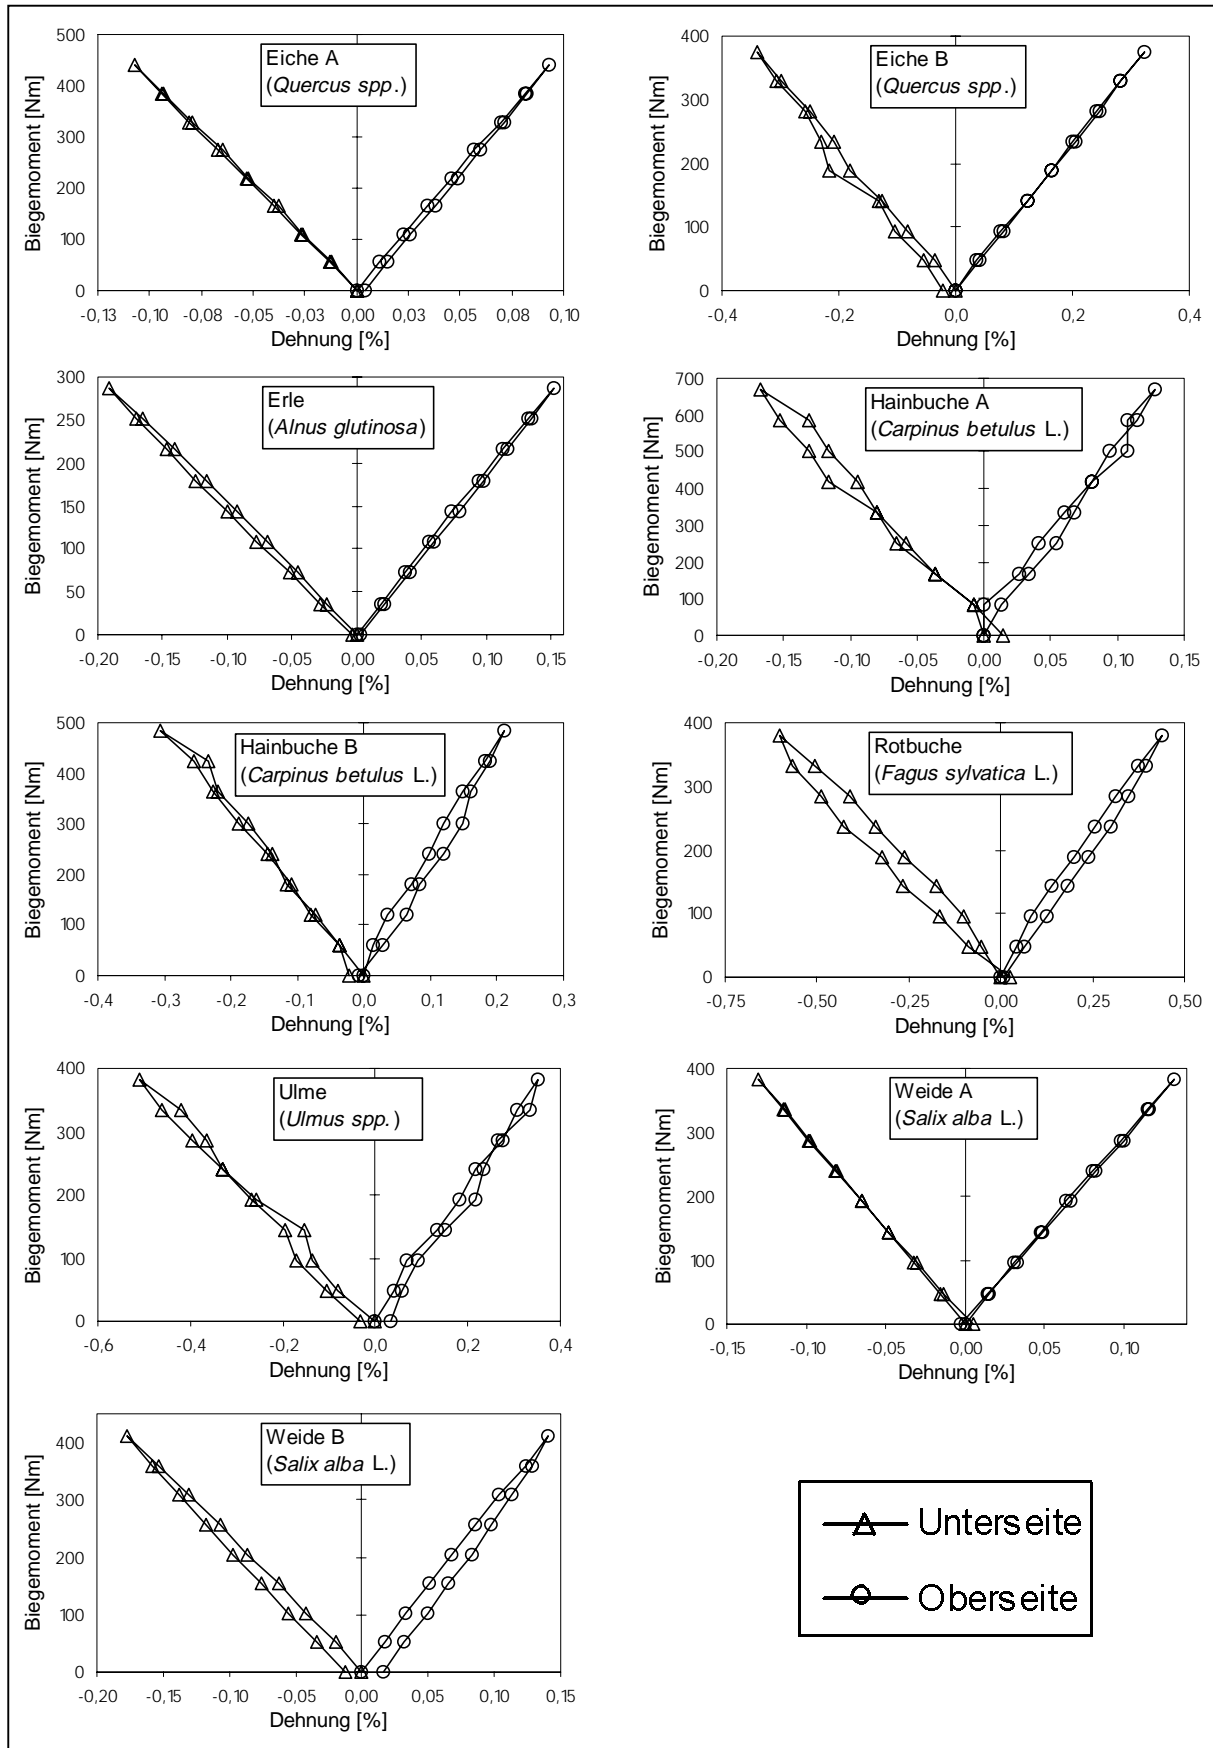 Biegemoment [Nm]
500
400
300
200
100
0
Eiche A
(Quercus spp.)
-0,13 -0,10 -0,08 -0,05 -0,03 0,00 0,03 0,05 0,08 0,10
Dehnung [%]
Biegemoment [Nm]
400
300
200
100
0
Eiche B
(Quercus spp.)
-0,4 -0,2 0,0 0,2 0,4
Dehnung [%]
Biegemoment [Nm]
300
250
200
150
100
50
0
Erle
(Alnus glutinosa)
-0,20 -0,15 -0,10 -0,05 0,00 0,05 0,10 0,15
Dehnung [%]
Biegemoment [Nm]
700
600
500
400
300
200
100
0
Hainbuche A
(Carpinus betulus L.)
-0,20 -0,15 -0,10 -0,05 0,00 0,05 0,10 0,15
Dehnung [%]
Biegemoment [Nm]
500
400
300
200
100
0
Hainbuche B
(Carpinus betulus L.)
-0,4 -0,3 -0,2 -0,1 0,0 0,1 0,2 0,3
Dehnung [%]
Biegemoment [Nm]
400
300
200
100
0
Rotbuche
(Fagus sylvatica L.)
-0,75 -0,50 -0,25 0,00 0,25 0,50
Dehnung [%]
Biegemoment [Nm]
400
300
200
100
0
Ulme
(Ulmus spp.)
-0,6 -0,4 -0,2 0,0 0,2 0,4
Dehnung [%]
Biegemoment [Nm]
400
300
200
100
0
Weide A
(Salix alba L.)
-0,15 -0,10 -0,05 0,00 0,05 0,10
Dehnung [%]
Biegemoment [Nm]
400
300
200
100
0
Weide B
(Salix alba L.)
-0,20 -0,15 -0,10 -0,05 0,00 0,05 0,10 0,15
Dehnung [%]
Unterseite
Oberseite